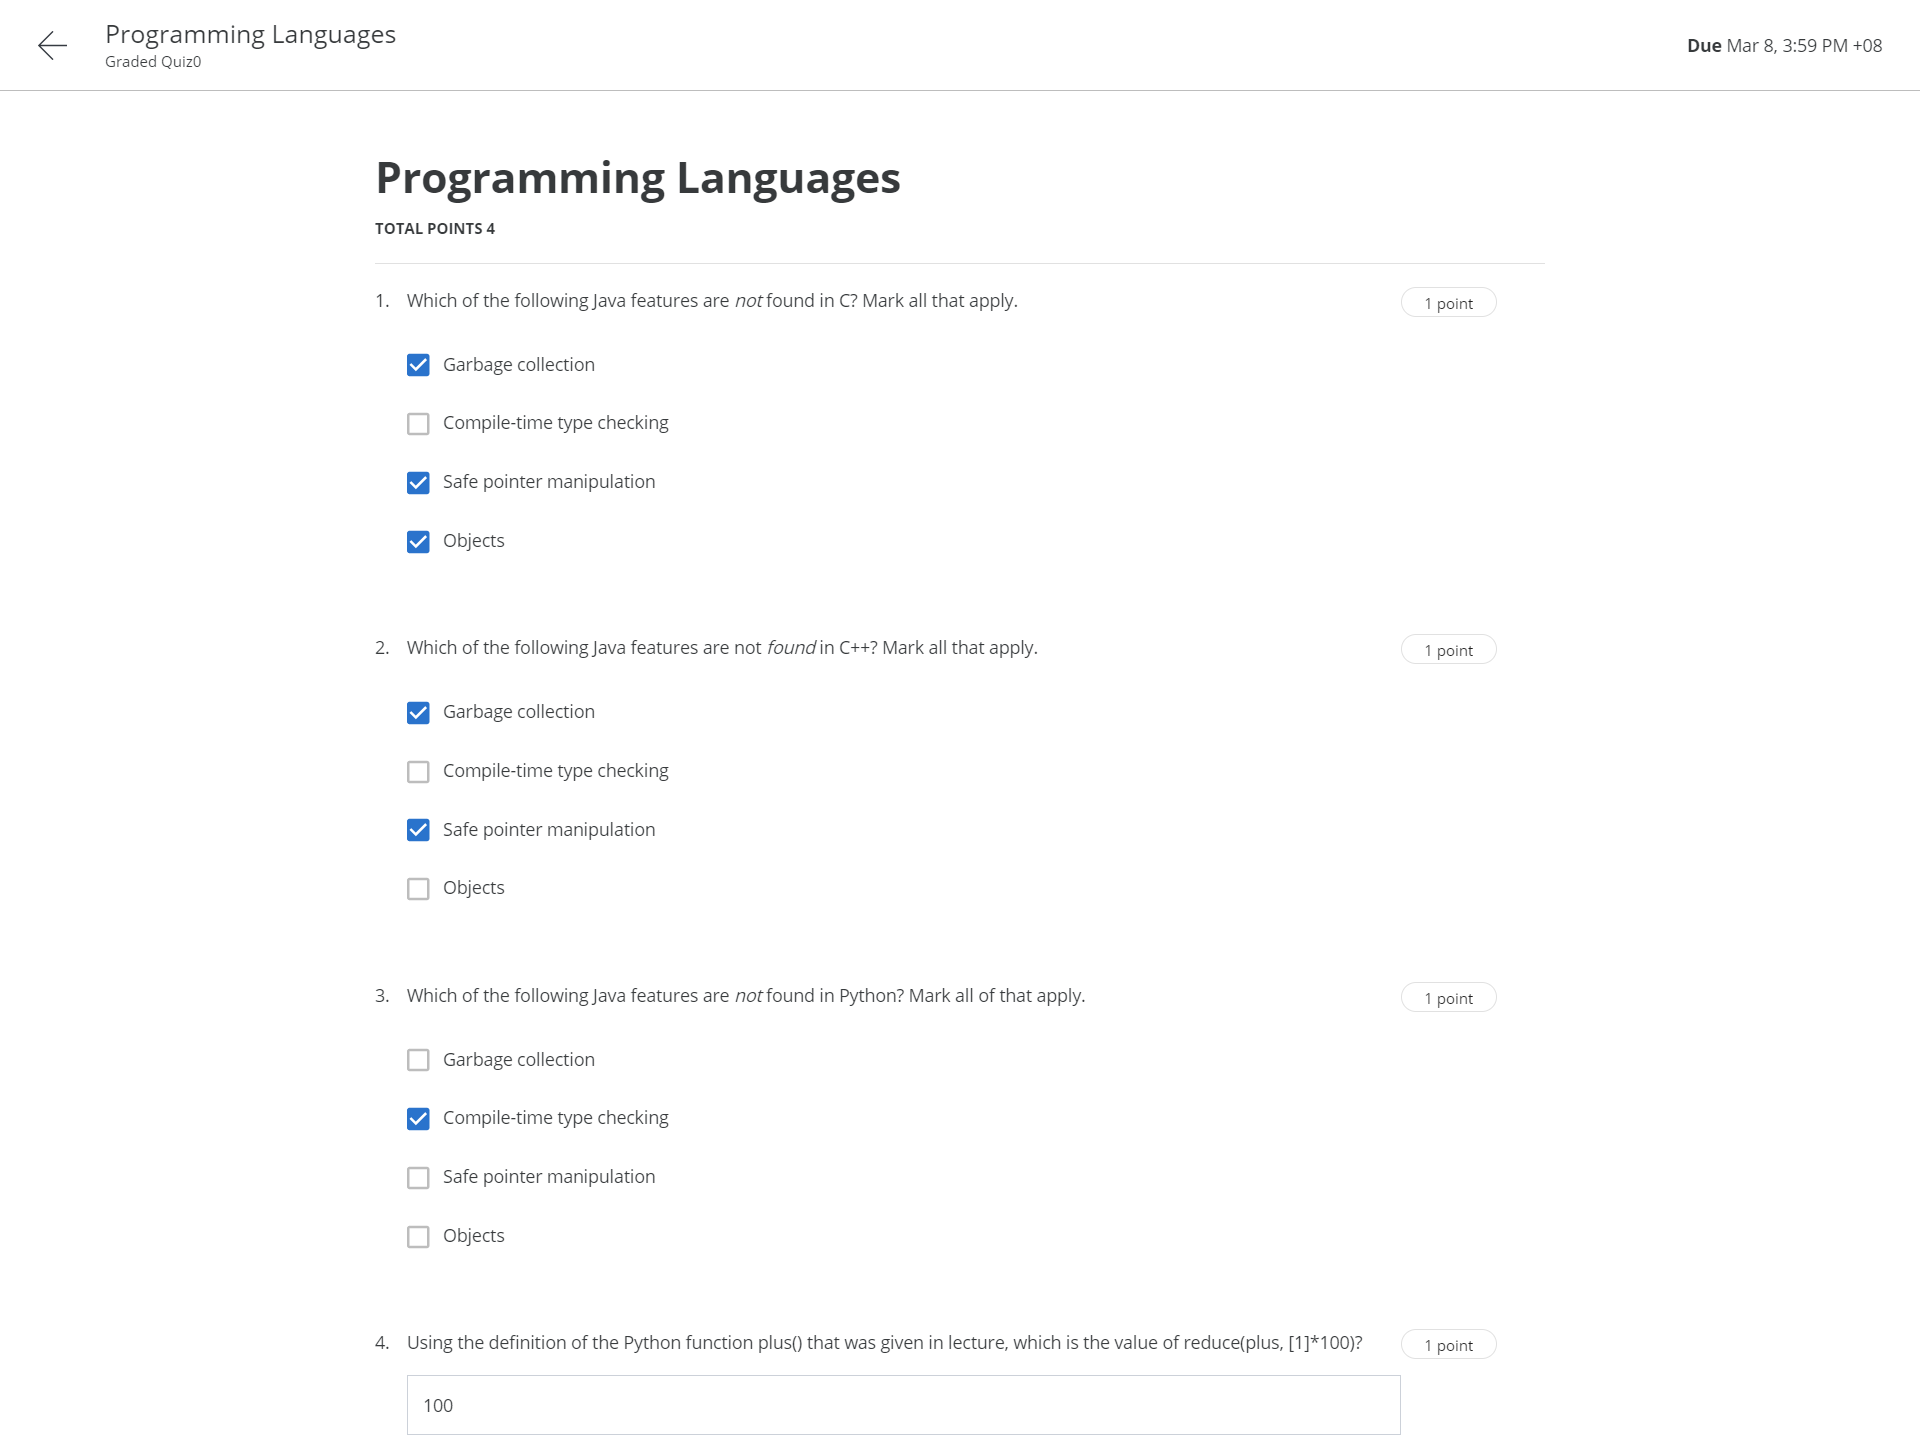 Programming Languages
Graded Quiz0
Due Mar 8, 3:59 PM +08
Programming Languages
TOTAL POINTS 4
1. Which of the following Java features are not found in C? Mark all that apply.
1 point
Garbage collection
Compile-time type checking
Safe pointer manipulation
Objects
2. Which of the following Java features are not found in C++? Mark all that apply.
1 point
Garbage collection
Compile-time type checking
Safe pointer manipulation
Objects
3. Which of the following Java features are not found in Python? Mark all of that apply.
1 point
Garbage collection
Compile-time type checking
Safe pointer manipulation
Objects
4. Using the definition of the Python function plus() that was given in lecture, which is the value of reduce(plus, [1]*100)?
1 point
100